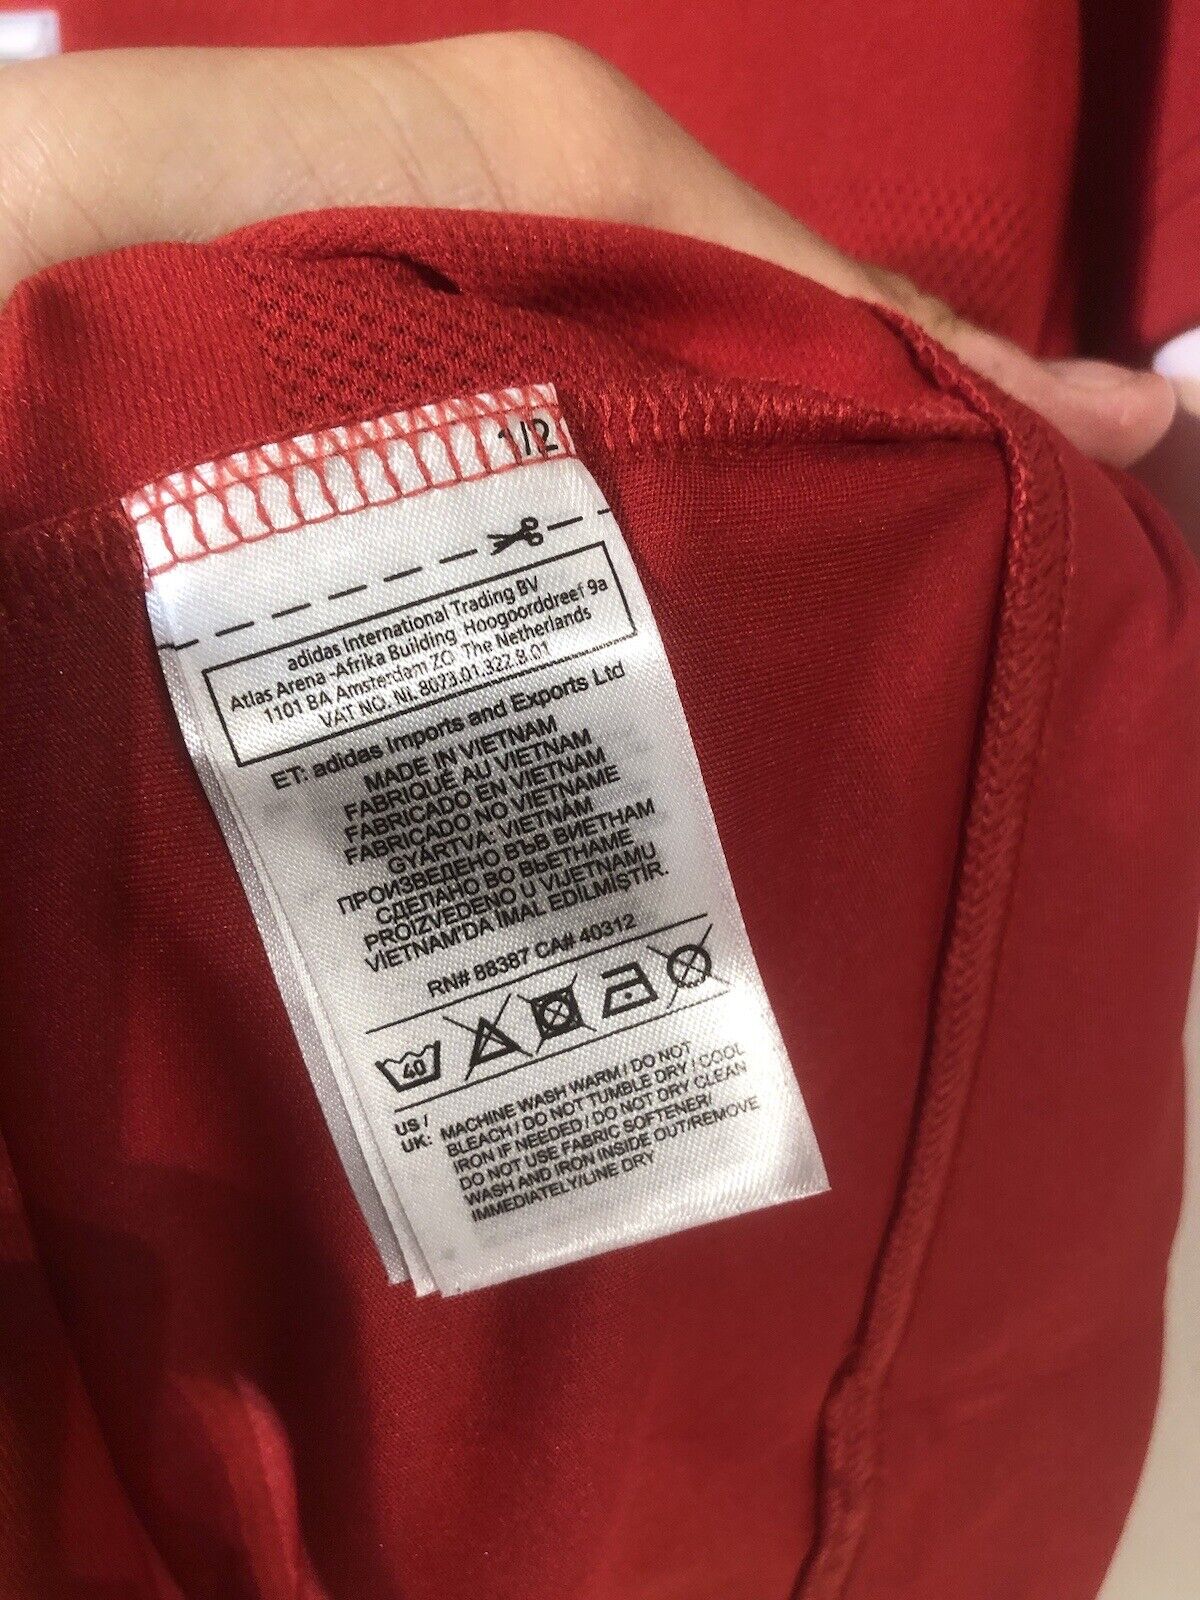 1/2
adidas International Trading BV
Atlas Arena -Afrika Building Hoogoorddreef 9a
1101 BA Amsterdam ZO The Netherlands
VAT NO. NL 8073.01.322.B.01
ET: adidas Imports and Exports Ltd
MADE IN VIETNAM
FABRIQUÉ AU VIETNAM
FABRICADO EN VIETNAM
FABRICADO NO VIETNAME
GYÁRTVA: VIETNÁM
ПРОИЗВЕДЕНО ВЪВ ВИЕТНАМ
СДЕЛАНО ВО ВЬЕТНАМЕ
PROIZVEDENO U VIJETNAMU
VİETNAM'DA İMAL EDİLMİŞTİR.
RN# 88387 CA# 40312
40
US / UK: MACHINE WASH WARM / DO NOT
BLEACH / DO NOT TUMBLE DRY / COOL
IRON IF NEEDED / DO NOT DRY CLEAN
DO NOT USE FABRIC SOFTENER/
WASH AND IRON INSIDE OUT/REMOVE
IMMEDIATELY/LINE DRY